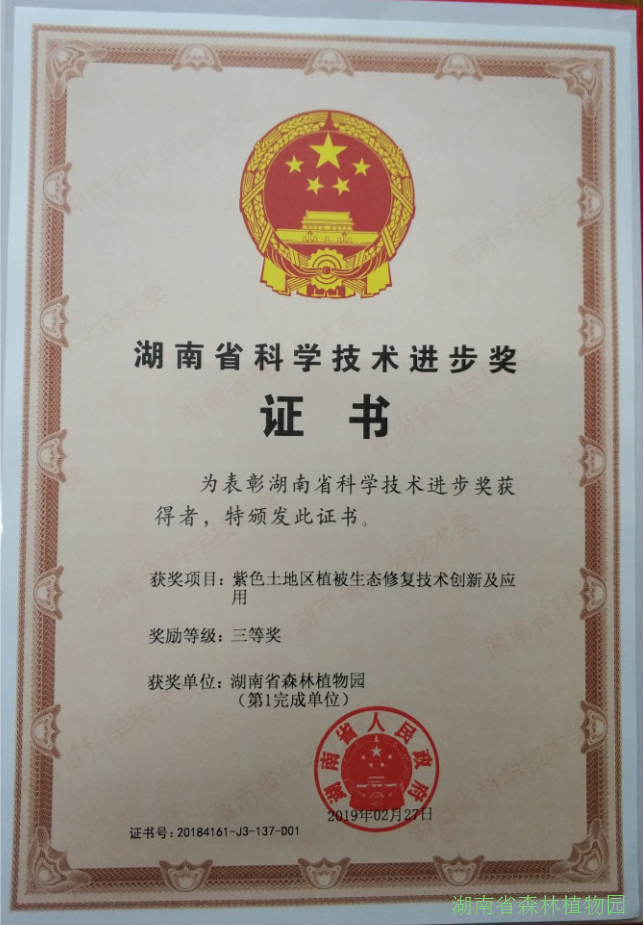 湖南省科学技术进步奖
证书
为表彰湖南省科学技术进步奖获
得者，特颁发此证书。
获奖项目：紫色土地区植被生态修复技术创新及应
用
奖励等级：三等奖
获奖单位：湖南省森林植物园
（第1完成单位）
湖南省人民政府
2019年02月27日
证书号：20184161-J3-137-D01
湖南省森林植物园